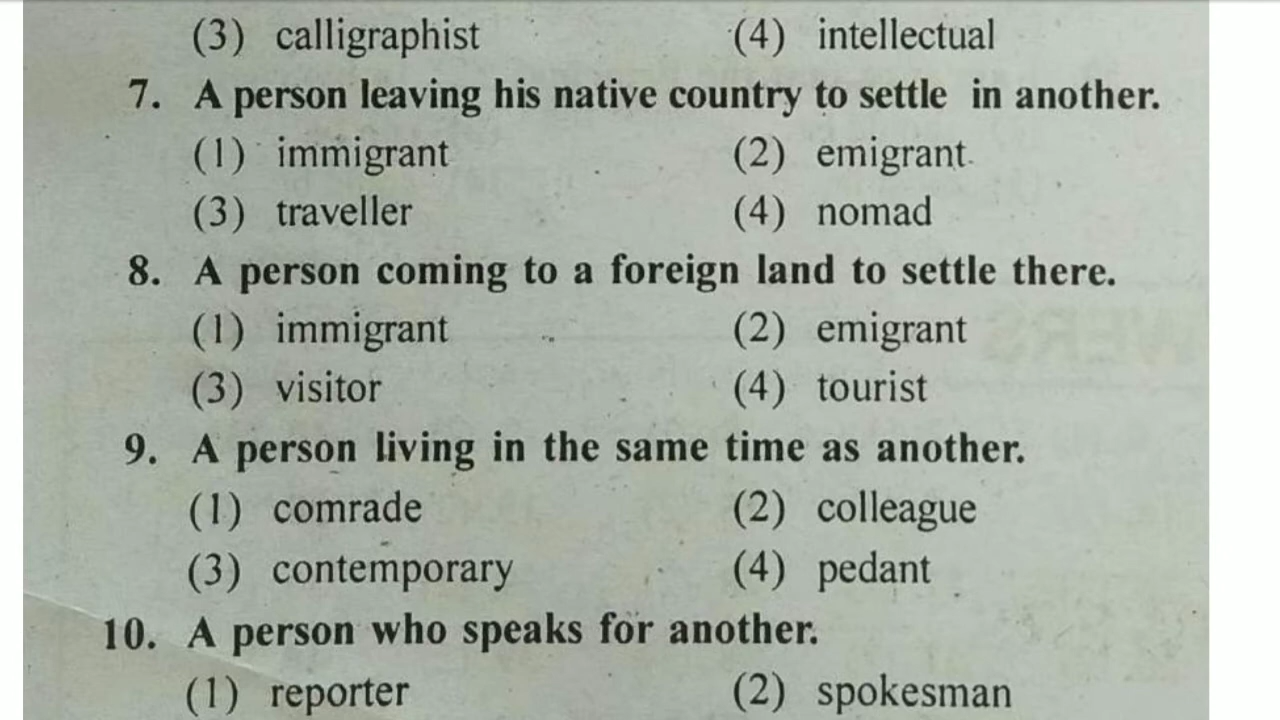 (3) calligraphist (4) intellectual
7. A person leaving his native country to settle in another.
(1) immigrant (2) emigrant
(3) traveller (4) nomad
8. A person coming to a foreign land to settle there.
(1) immigrant (2) emigrant
(3) visitor (4) tourist
9. A person living in the same time as another.
(1) comrade (2) colleague
(3) contemporary (4) pedant
10. A person who speaks for another.
(1) reporter (2) spokesman